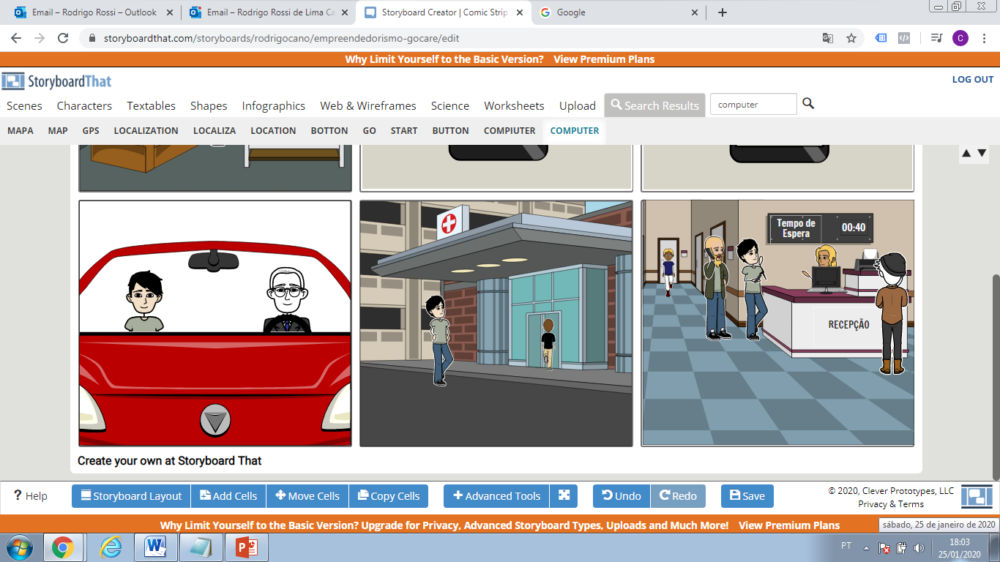 Email – Rodrigo Rossi – Outlook
Email – Rodrigo Rossi de Lima Ca
Storyboard Creator | Comic Strip
Google
storyboardthat.com/storyboards/rodrigocano/empreendedorismo-gocare/edit
C
Why Limit Yourself to the Basic Version? View Premium Plans
StoryboardThat
LOG OUT
Scenes Characters Textables Shapes Infographics Web & Wireframes Science Worksheets Upload Search Results computer
MAPA MAP GPS LOCALIZATION LOCALIZA LOCATION BOTTON GO START BUTTON COMPIUTER COMPUTER
Tempo de
Espera
00:40
RECEPÇÃO
Create your own at Storyboard That
? Help Storyboard Layout Add Cells Move Cells Copy Cells Advanced Tools Undo Redo Save
© 2020, Clever Prototypes, LLC
Privacy & Terms
Why Limit Yourself to the Basic Version? Upgrade for Privacy, Advanced Storyboard Types, Uploads and Much More! View Premium Plans
sábado, 25 de janeiro de 2020
PT
18:03
25/01/2020